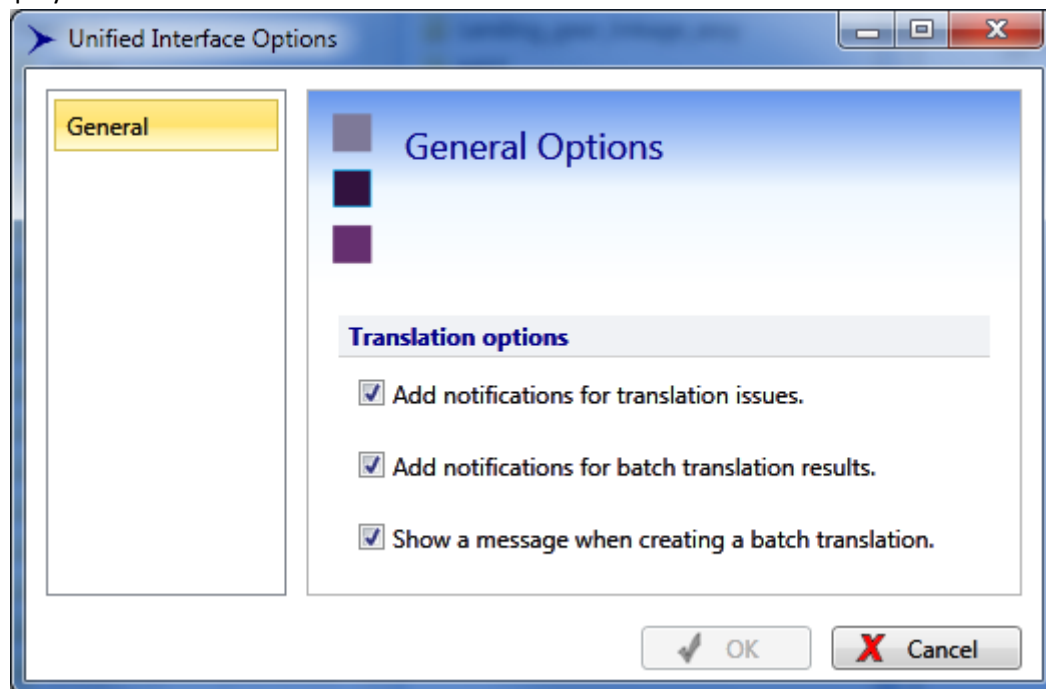 Unified Interface Options
General
General Options
Translation options
Add notifications for translation issues.
Add notifications for batch translation results.
Show a message when creating a batch translation.
OK
Cancel